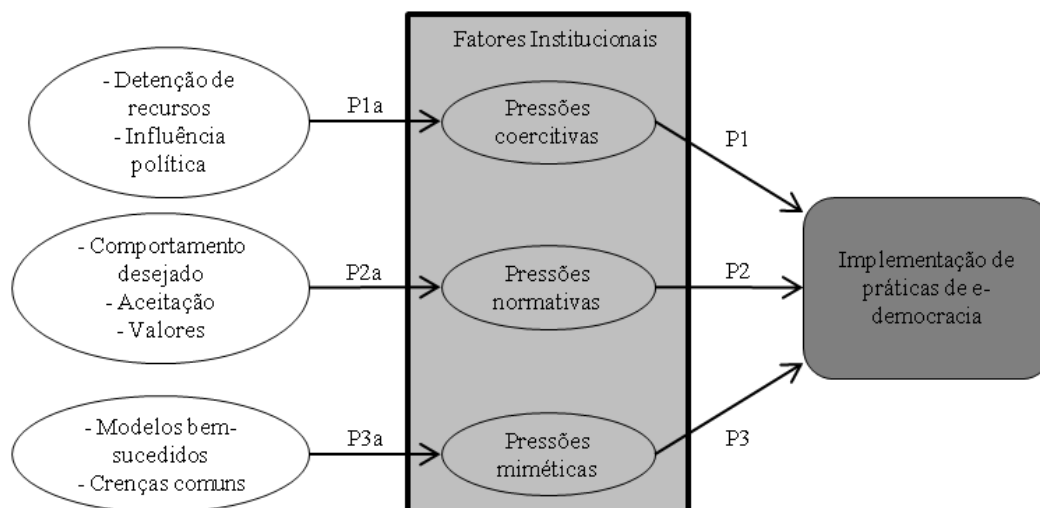 Fatores Institucionais
- Detenção de
recursos
- Influência
política
P1a
Pressões
coercitivas
P1
- Comportamento
desejado
- Aceitação
- Valores
P2a
Pressões
normativas
P2
Implementação de
práticas de e-
democracia
- Modelos bem-
sucedidos
- Crenças comuns
P3a
Pressões
miméticas
P3